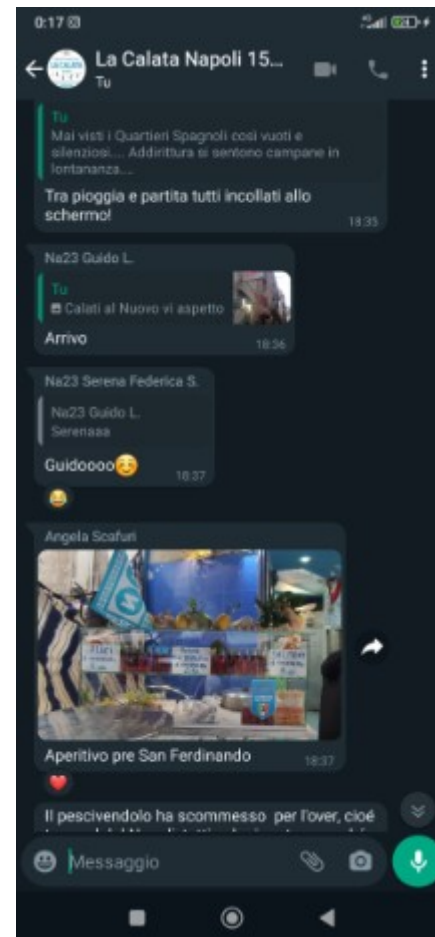 0:17
La Calata Napoli 15...
Tu
Tu
Mai visti i Quartieri Spagnoli così vuoti e
silenziosi.... Addirittura si sentono campane in
lontananza...
Tra pioggia e partita tutti incollati allo
schermo!
18:35
Na23 Guido L.
Tu
Calati al Nuovo vi aspetto
Arrivo
18:36
Na23 Serena Federica S.
Na23 Guido L.
Serenaaa
Guidoooo
18:37
Angela Scafuri
Aperitivo pre San Ferdinando
18:37
Il pescivendolo ha scommesso per l'over, cioé
Messaggio